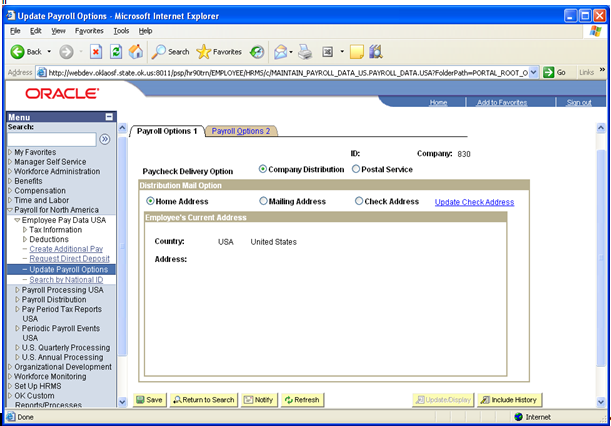 Update Payroll Options - Microsoft Internet Explorer
File Edit View Favorites Tools Help
Back Search Favorites
Address http://webdev.oklaosf.state.ok.us:8011/psp/hr90trn/EMPLOYEE/HRMS/c/MAINTAIN_PAYROLL_DATA_US.PAYROLL_DATA.USA?FolderPath=PORTAL_ROOT_O Go Links »
ORACLE
Home Add to Favorites Sign out
Menu
Search:
My Favorites
Manager Self Service
Workforce Administration
Benefits
Compensation
Time and Labor
Payroll for North America
Employee Pay Data USA
Tax Information
Deductions
Create Additional Pay
Request Direct Deposit
Update Payroll Options
Search by National ID
Payroll Processing USA
Payroll Distribution
Pay Period Tax Reports
USA
Periodic Payroll Events
USA
U.S. Quarterly Processing
U.S. Annual Processing
Organizational Development
Workforce Monitoring
Set Up HRMS
OK Custom
Reports/Processes
Payroll Options 1 Payroll Options 2
ID: Company: 830
Paycheck Delivery Option Company Distribution Postal Service
Distribution Mail Option
Home Address Mailing Address Check Address Update Check Address
Employee's Current Address
Country: USA United States
Address:
Save Return to Search Notify Refresh Update/Display Include History
Done Internet